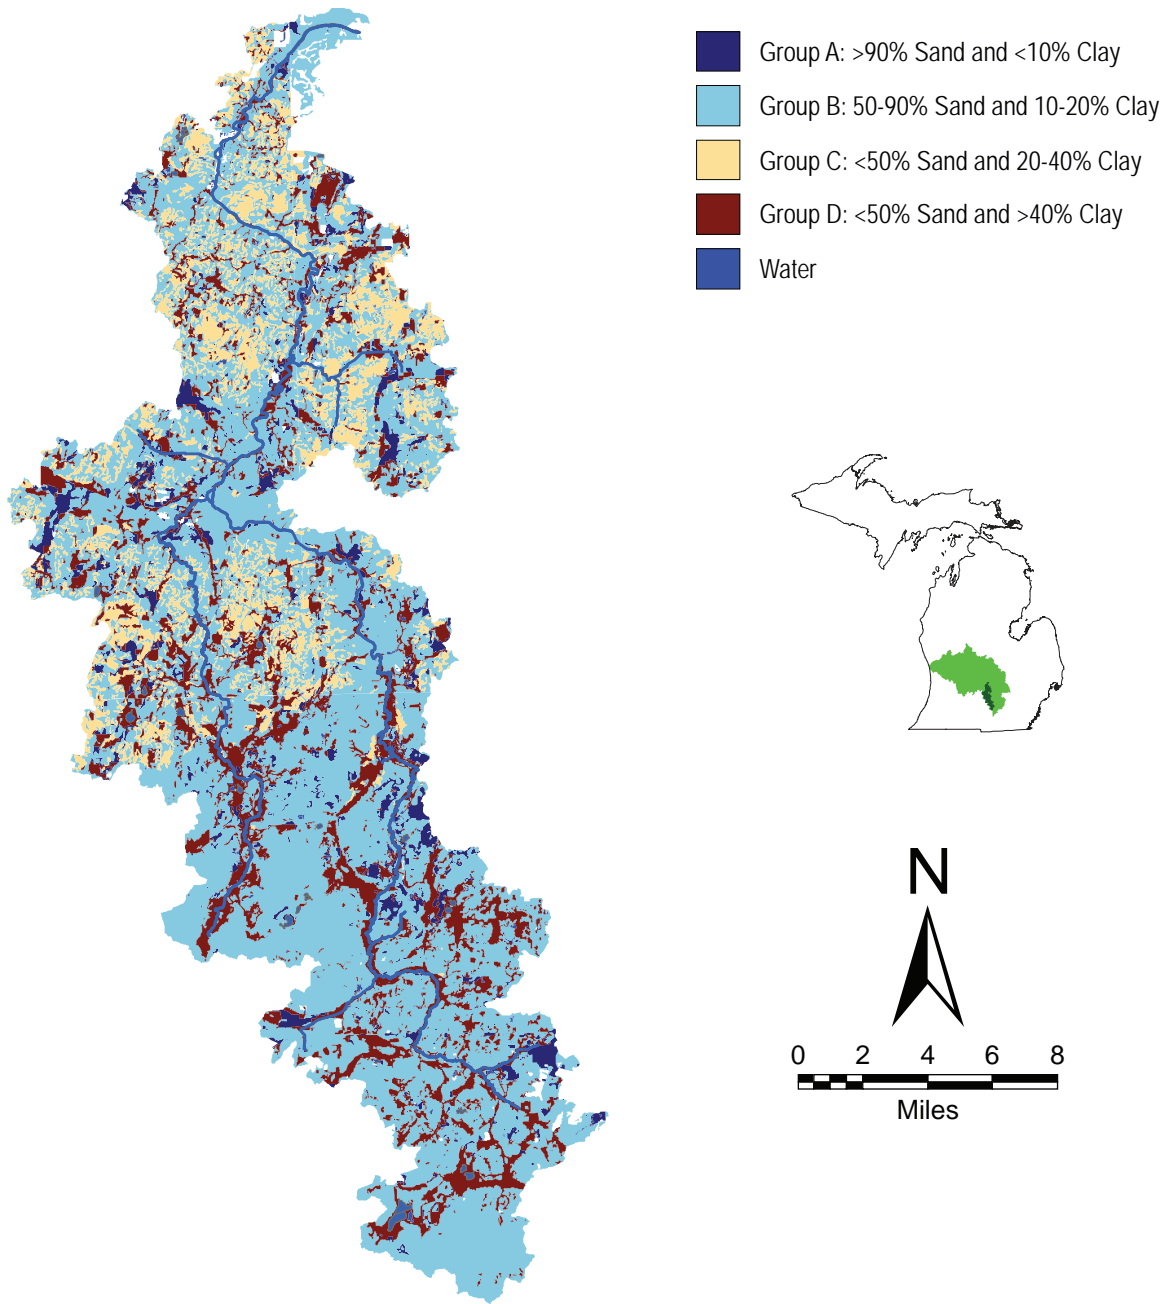 Group A: >90% Sand and <10% Clay
Group B: 50-90% Sand and 10-20% Clay
Group C: <50% Sand and 20-40% Clay
Group D: <50% Sand and >40% Clay
Water
N
0 2 4 6 8
Miles